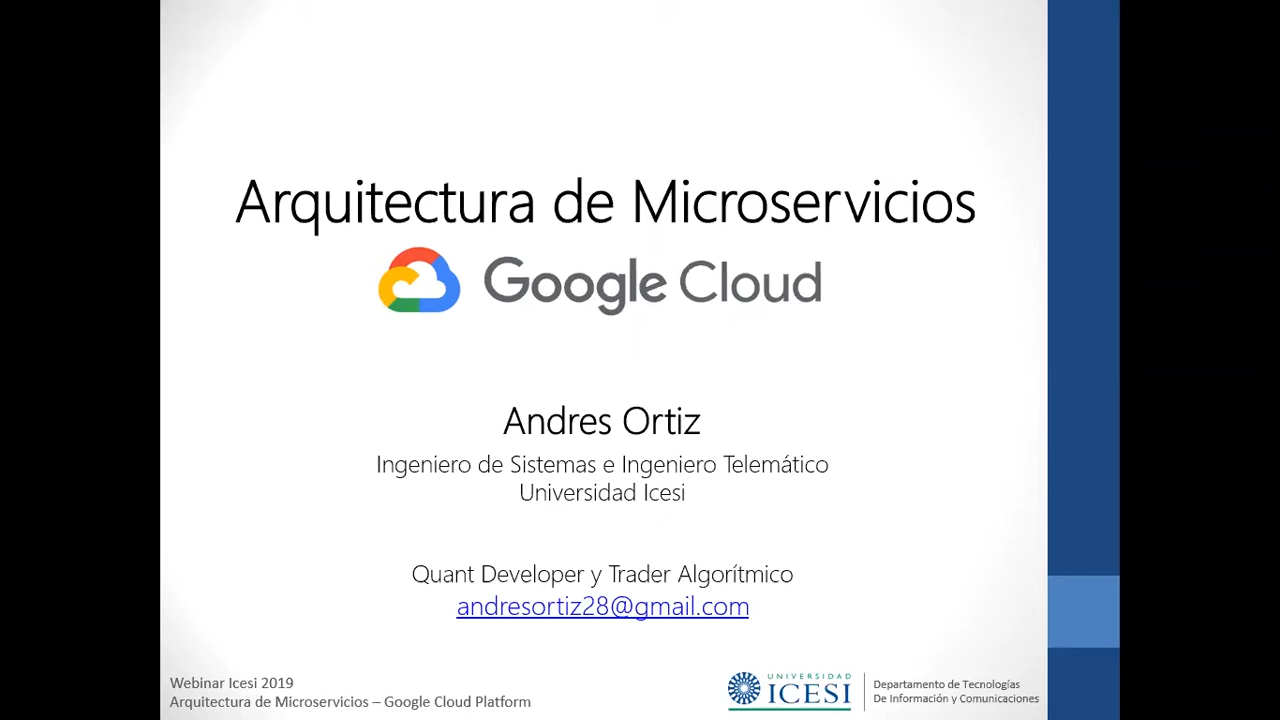 Arquitectura de Microservicios
Google Cloud
Andres Ortiz
Ingeniero de Sistemas e Ingeniero Telemático
Universidad Icesi
Quant Developer y Trader Algorítmico
andresortiz28@gmail.com
Webinar Icesi 2019
Arquitectura de Microservicios – Google Cloud Platform
UNIVERSIDAD
ICESI
Departamento de Tecnologías
De Información y Comunicaciones